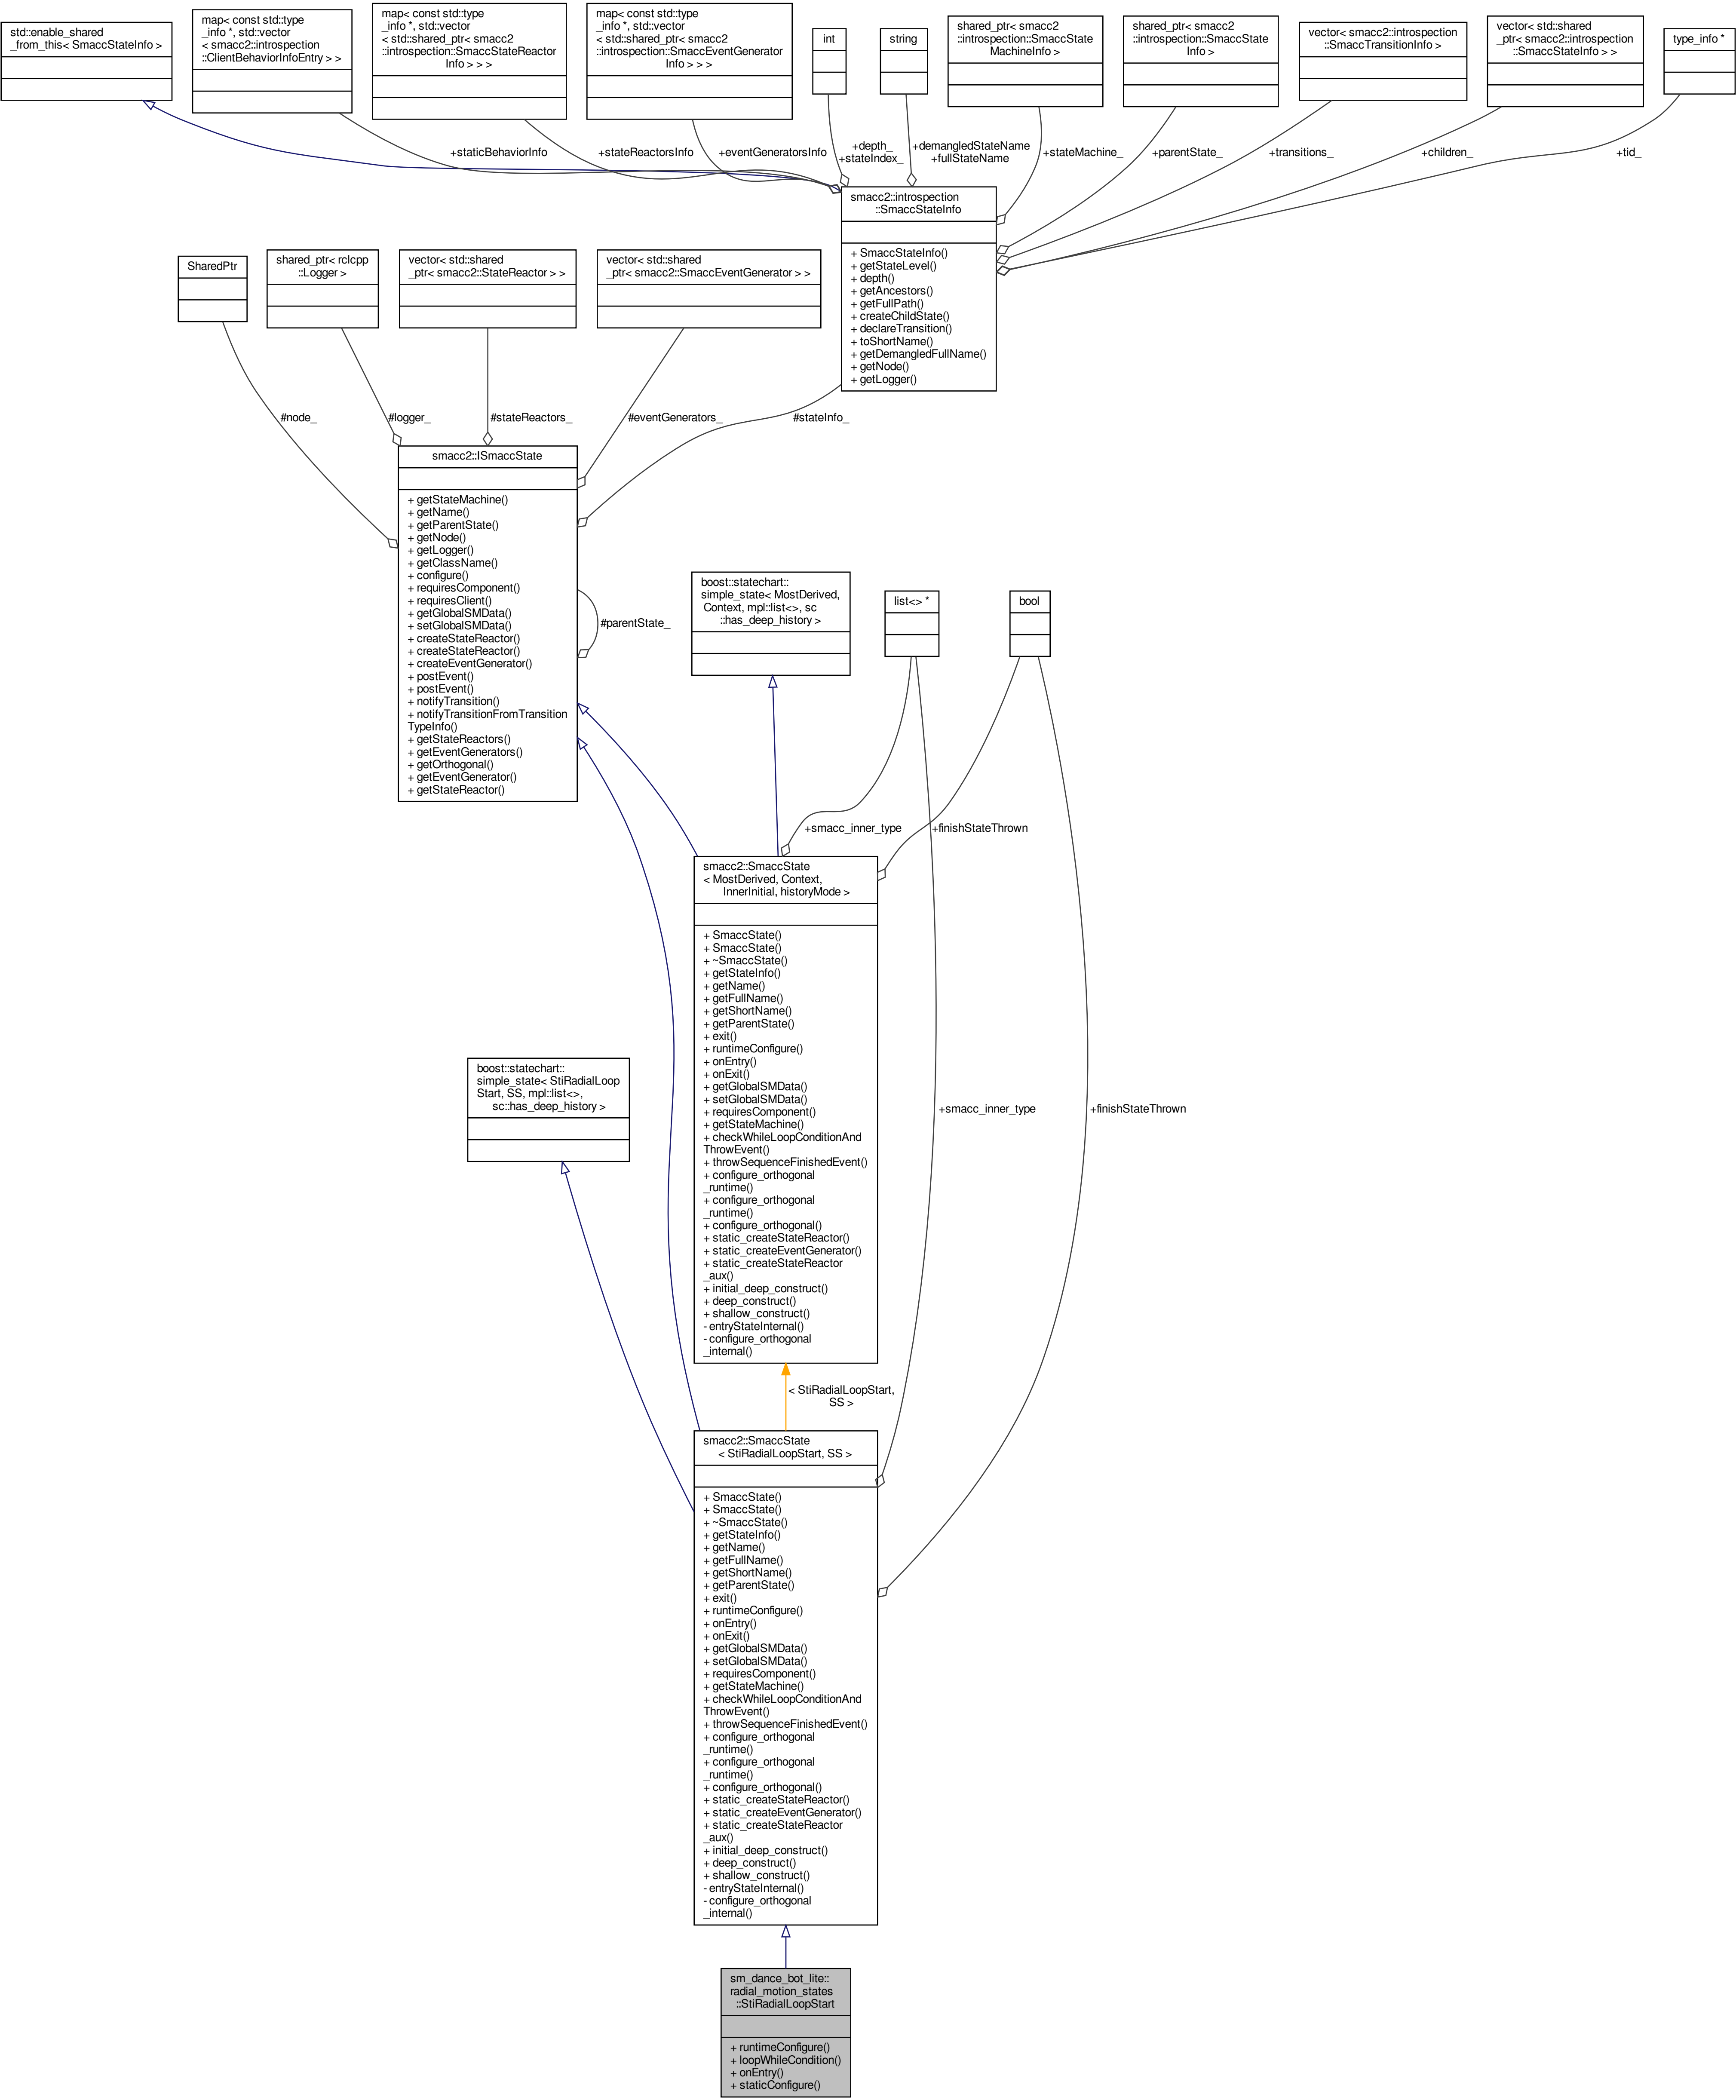 std::enable_shared
_from_this< SmaccStateInfo >
map< const std::type
_info *, std::vector
< smacc2::introspection
::ClientBehaviorInfoEntry > >
map< const std::type
_info *, std::vector
< std::shared_ptr< smacc2
::introspection::SmaccStateReactor
Info > > >
map< const std::type
_info *, std::vector
< std::shared_ptr< smacc2
::introspection::SmaccEventGenerator
Info > > >
int
string
shared_ptr< smacc2
::introspection::SmaccState
MachineInfo >
shared_ptr< smacc2
::introspection::SmaccState
Info >
vector< smacc2::introspection
::SmaccTransitionInfo >
vector< std::shared
_ptr< smacc2::introspection
::SmaccStateInfo > >
type_info *
+staticBehaviorInfo
+stateReactorsInfo
+eventGeneratorsInfo
+depth_
+stateIndex_
+demangledStateName
+fullStateName
+stateMachine_
+parentState_
+transitions_
+children_
+tid_
smacc2::introspection
::SmaccStateInfo
+ SmaccStateInfo()
+ getStateLevel()
+ depth()
+ getAncestors()
+ getFullPath()
+ createChildState()
+ declareTransition()
+ toShortName()
+ getDemangledFullName()
+ getNode()
+ getLogger()
SharedPtr
shared_ptr< rclcpp
::Logger >
vector< std::shared
_ptr< smacc2::StateReactor > >
vector< std::shared
_ptr< smacc2::SmaccEventGenerator > >
#node_
#logger_
#stateReactors_
#eventGenerators_
#stateInfo_
smacc2::ISmaccState
+ getStateMachine()
+ getName()
+ getParentState()
+ getNode()
+ getLogger()
+ getClassName()
+ configure()
+ requiresComponent()
+ requiresClient()
+ getGlobalSMData()
+ setGlobalSMData()
+ createStateReactor()
+ createStateReactor()
+ createEventGenerator()
+ postEvent()
+ postEvent()
+ notifyTransition()
+ notifyTransitionFromTransition
TypeInfo()
+ getStateReactors()
+ getEventGenerators()
+ getOrthogonal()
+ getEventGenerator()
+ getStateReactor()
#parentState_
boost::statechart::
simple_state< MostDerived,
Context, mpl::list<>, sc
::has_deep_history >
list<> *
bool
+smacc_inner_type
+finishStateThrown
smacc2::SmaccState
< MostDerived, Context,
InnerInitial, historyMode >
+ SmaccState()
+ SmaccState()
+ ~SmaccState()
+ getStateInfo()
+ getName()
+ getFullName()
+ getShortName()
+ getParentState()
+ exit()
+ runtimeConfigure()
+ onEntry()
+ onExit()
+ getGlobalSMData()
+ setGlobalSMData()
+ requiresComponent()
+ getStateMachine()
+ checkWhileLoopConditionAnd
ThrowEvent()
+ throwSequenceFinishedEvent()
+ configure_orthogonal
_runtime()
+ configure_orthogonal
_runtime()
+ configure_orthogonal()
+ static_createStateReactor()
+ static_createEventGenerator()
+ static_createStateReactor
_aux()
+ initial_deep_construct()
+ deep_construct()
+ shallow_construct()
- entryStateInternal()
- configure_orthogonal
_internal()
boost::statechart::
simple_state< StiRadialLoop
Start, SS, mpl::list<>,
sc::has_deep_history >
+smacc_inner_type
+finishStateThrown
< StiRadialLoopStart,
SS >
smacc2::SmaccState
< StiRadialLoopStart, SS >
+ SmaccState()
+ SmaccState()
+ ~SmaccState()
+ getStateInfo()
+ getName()
+ getFullName()
+ getShortName()
+ getParentState()
+ exit()
+ runtimeConfigure()
+ onEntry()
+ onExit()
+ getGlobalSMData()
+ setGlobalSMData()
+ requiresComponent()
+ getStateMachine()
+ checkWhileLoopConditionAnd
ThrowEvent()
+ throwSequenceFinishedEvent()
+ configure_orthogonal
_runtime()
+ configure_orthogonal
_runtime()
+ configure_orthogonal()
+ static_createStateReactor()
+ static_createEventGenerator()
+ static_createStateReactor
_aux()
+ initial_deep_construct()
+ deep_construct()
+ shallow_construct()
- entryStateInternal()
- configure_orthogonal
_internal()
sm_dance_bot_lite::
radial_motion_states
::StiRadialLoopStart
+ runtimeConfigure()
+ loopWhileCondition()
+ onEntry()
+ staticConfigure()